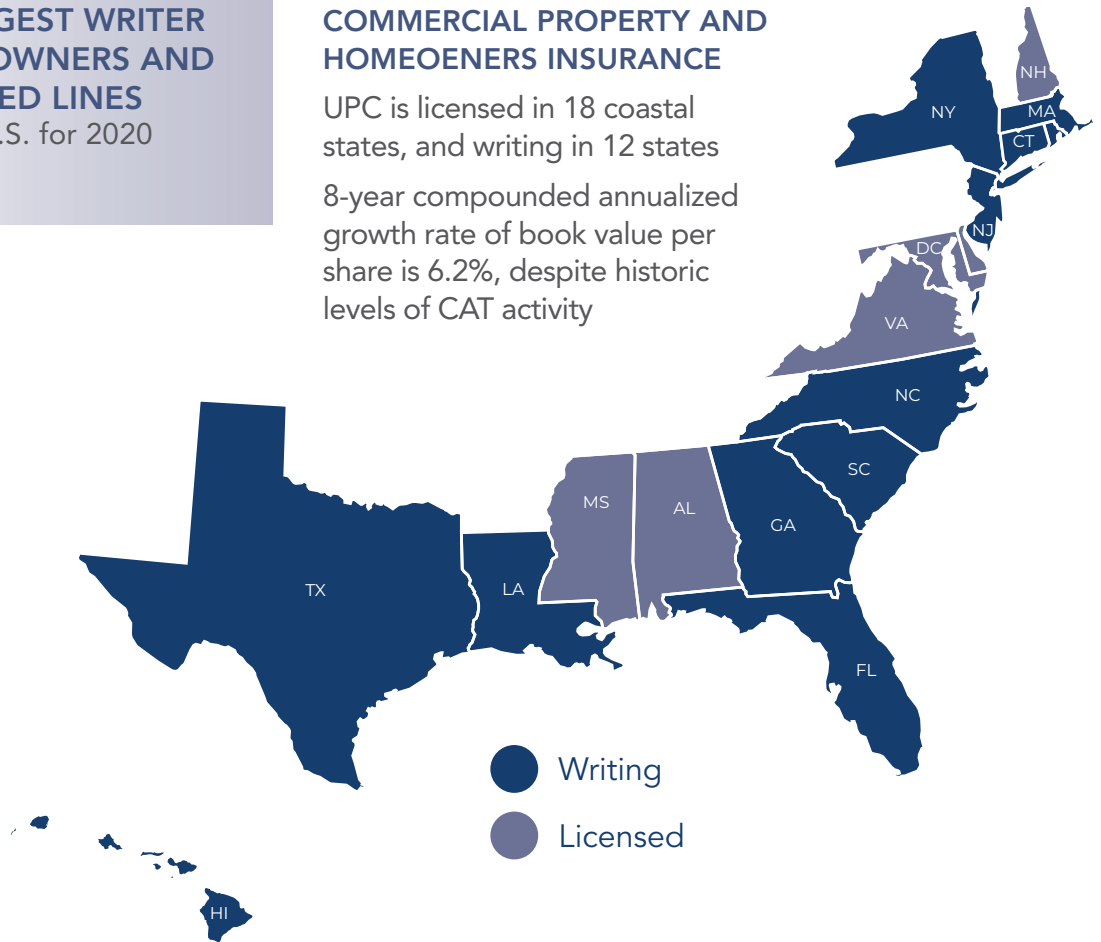 GEST WRITER
OWNERS AND
ED LINES
.S. for 2020
COMMERCIAL PROPERTY AND
HOMEOENERS INSURANCE
UPC is licensed in 18 coastal
states, and writing in 12 states
8-year compounded annualized
growth rate of book value per
share is 6.2%, despite historic
levels of CAT activity
NH
NY
MA
CT
NJ
DC
VA
NC
SC
MS
AL
GA
TX
LA
FL
Writing
Licensed
HI